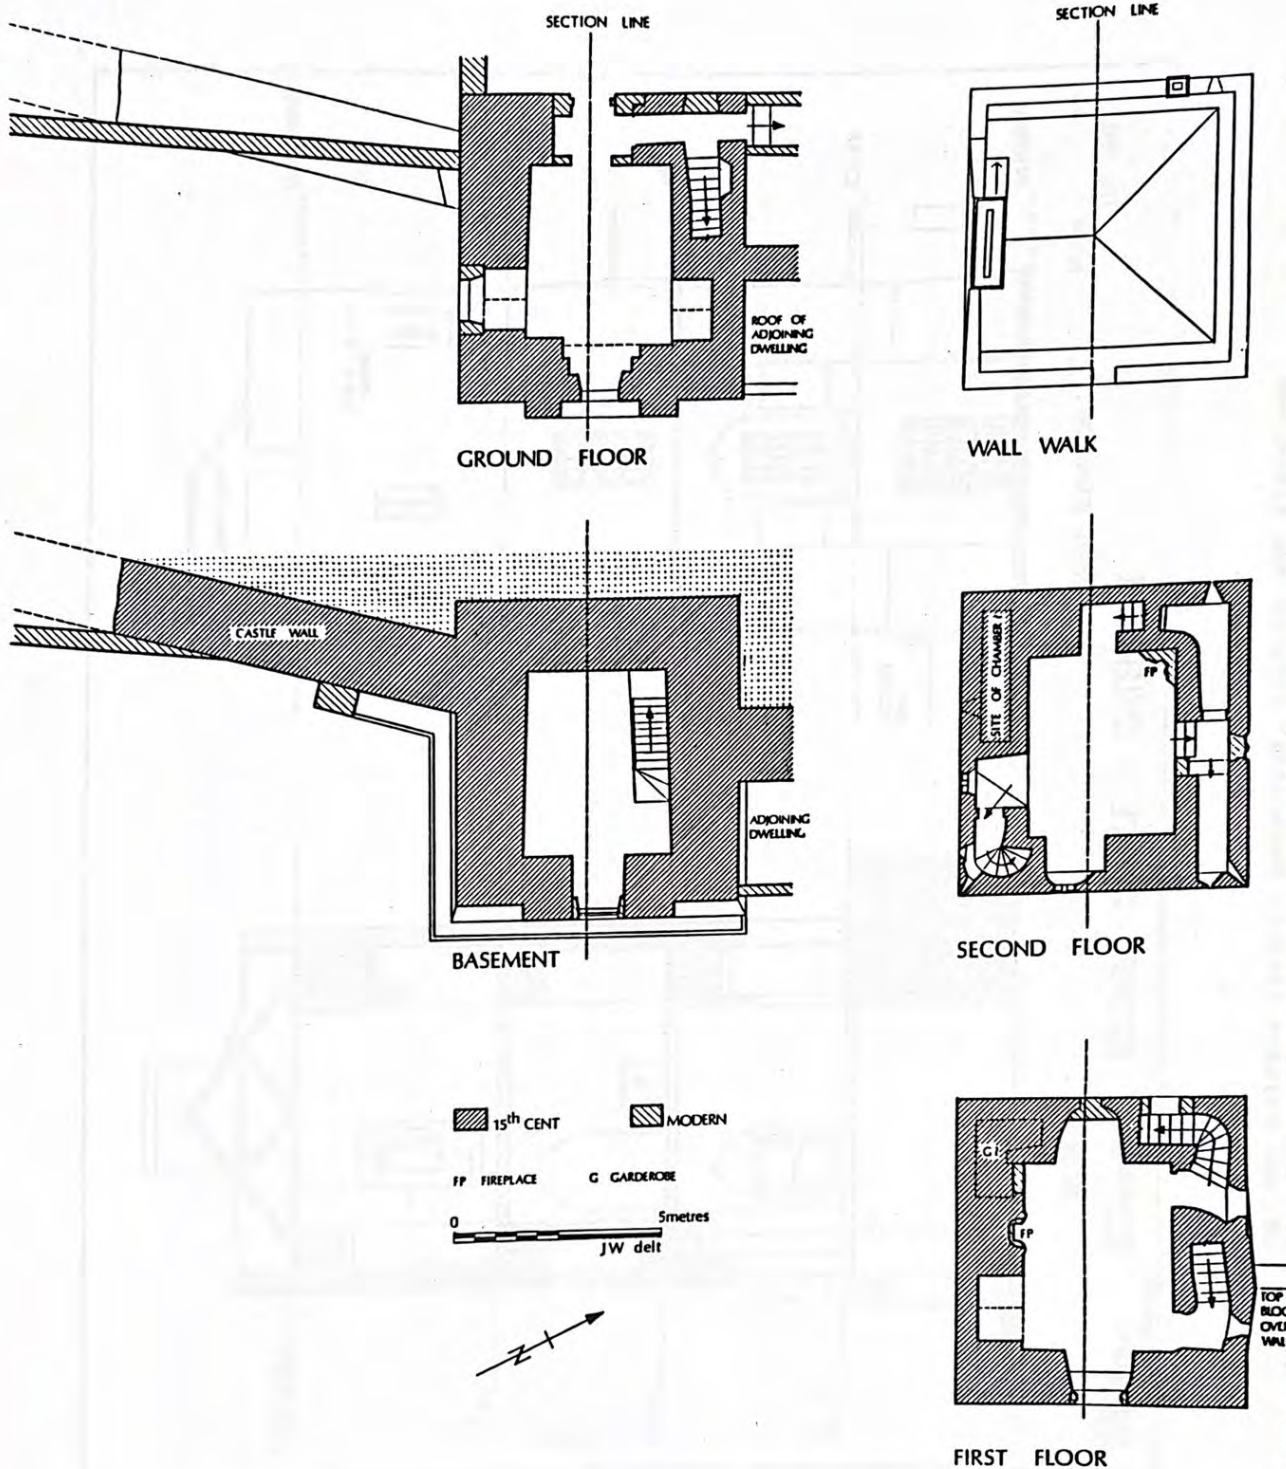 SECTION LINE
SECTION LINE
ROOF OF
ADJOINING
DWELLING
GROUND FLOOR
WALL WALK
CASTLE WALL
SITE OF CHAMBER I
FP
ADJOINING
DWELLING
BASEMENT
SECOND FLOOR
15th CENT
MODERN
FP FIREPLACE
G GARDEROBE
0
5metres
JW delt
N
G I
FP
TOP
FIRST FLOOR